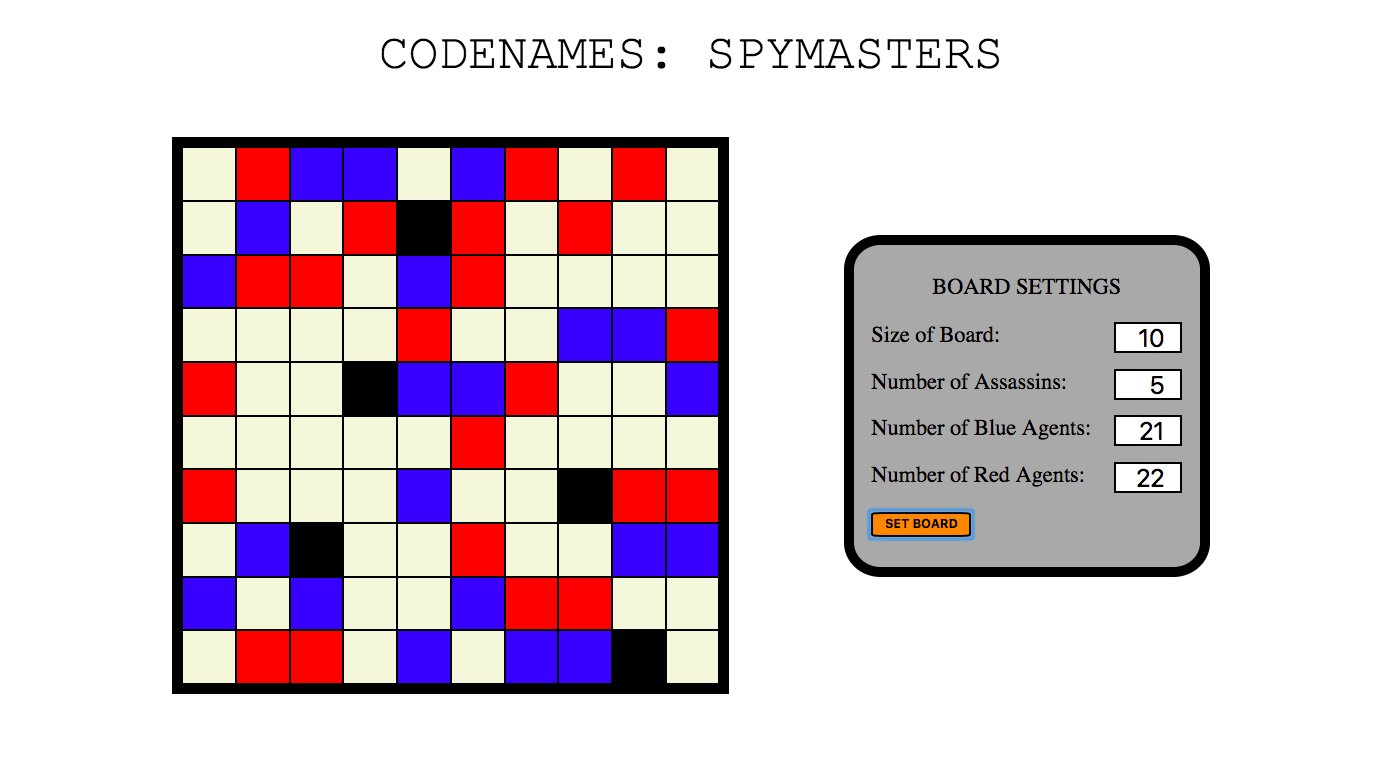 CODENAMES: SPYMASTERS
BOARD SETTINGS
Size of Board: 10
Number of Assassins: 5
Number of Blue Agents: 21
Number of Red Agents: 22
SET BOARD